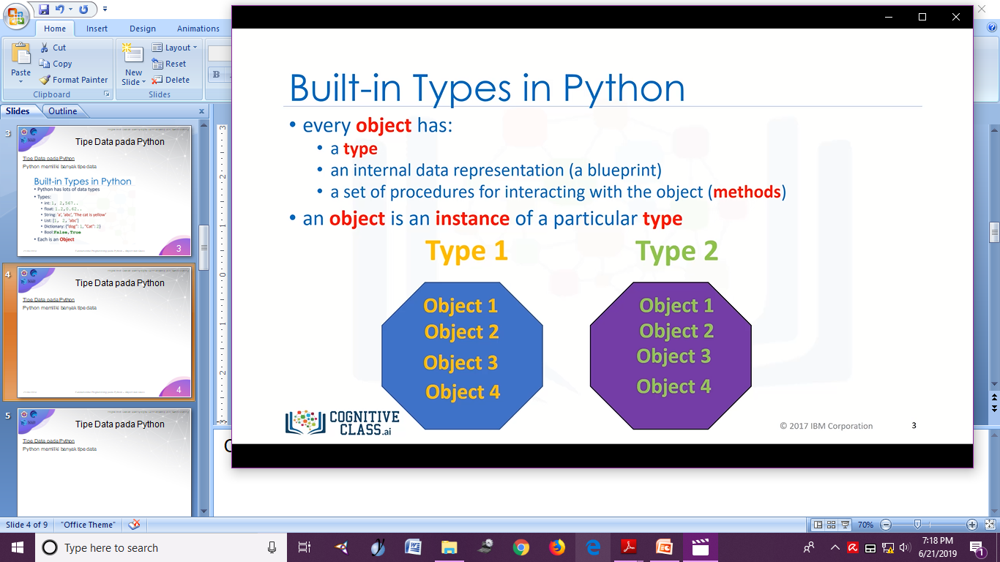 Home
Insert
Design
Animations
Paste
Cut
Copy
Format Painter
Clipboard
New
Slide
Layout
Reset
Delete
Slides
B
Slides
Outline
x
3
Tipe Data pada Python
Tipe Data pada Python
Python memiliki banyak tipe data
Built-in Types in Python
• Python has lots of data types
• Types:
• int: 1, 2,567..
• float: 1.2,0.62..
• String: 'a', 'abc', 'The cat is yellow'
• List: [1, 2, 'abc']
• Dictionary: {"dog": 1, "Cat": 2}
• Bool:False,True
• Each is an Object
3
4
Tipe Data pada Python
Tipe Data pada Python
Python memiliki banyak tipe data
4
5
Tipe Data pada Python
Tipe Data pada Python
Python memiliki banyak tipe data
Built-in Types in Python
• every object has:
• a type
• an internal data representation (a blueprint)
• a set of procedures for interacting with the object (methods)
• an object is an instance of a particular type
Type 1
Type 2
Object 1
Object 2
Object 3
Object 4
Object 1
Object 2
Object 3
Object 4
COGNITIVE
CLASS.ai
© 2017 IBM Corporation
3
Slide 4 of 9
"Office Theme"
70%
Type here to search
7:18 PM
6/21/2019
1